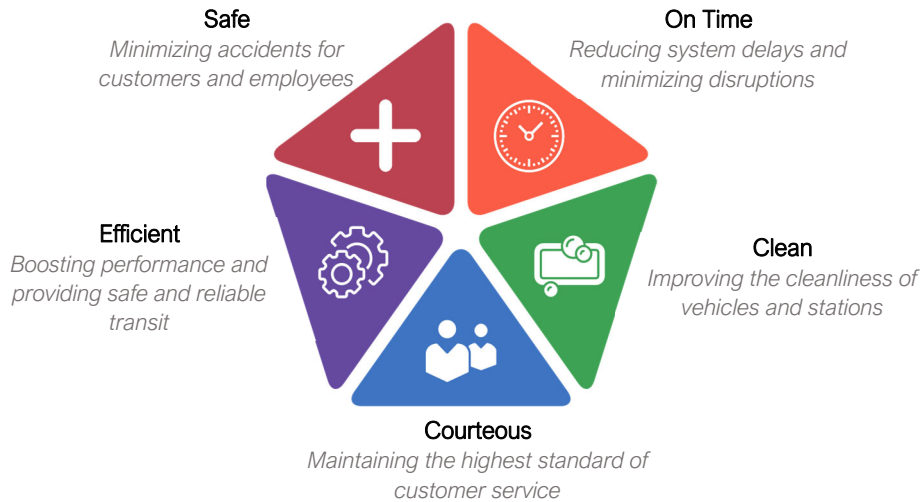 Safe
Minimizing accidents for
customers and employees
On Time
Reducing system delays and
minimizing disruptions
Efficient
Boosting performance and
providing safe and reliable
transit
Clean
Improving the cleanliness of
vehicles and stations
Courteous
Maintaining the highest standard of
customer service